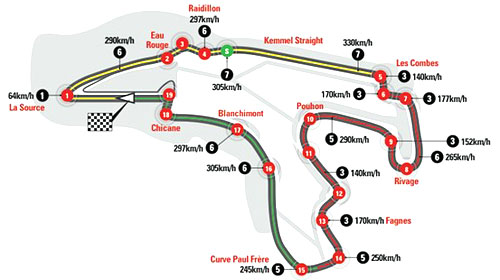 Raidillon
297km/h
6
Eau
Rouge
290km/h
6
3
2
4
S
305km/h
7
Kemmel Straight
330km/h
7
Les Combes
5
3 140km/h
170km/h 3
6
7
3 177km/h
64km/h 1
La Source
1
19
18
Chicane
Blanchimont
17
297km/h 6
305km/h 6
16
Pouhon
10
5 290km/h
9
3 152km/h
11
3
140km/h
8
6
265km/h
Rivage
12
13
3 170km/h
Fagnes
14
5 250km/h
Curve Paul Frère
245km/h 5
15